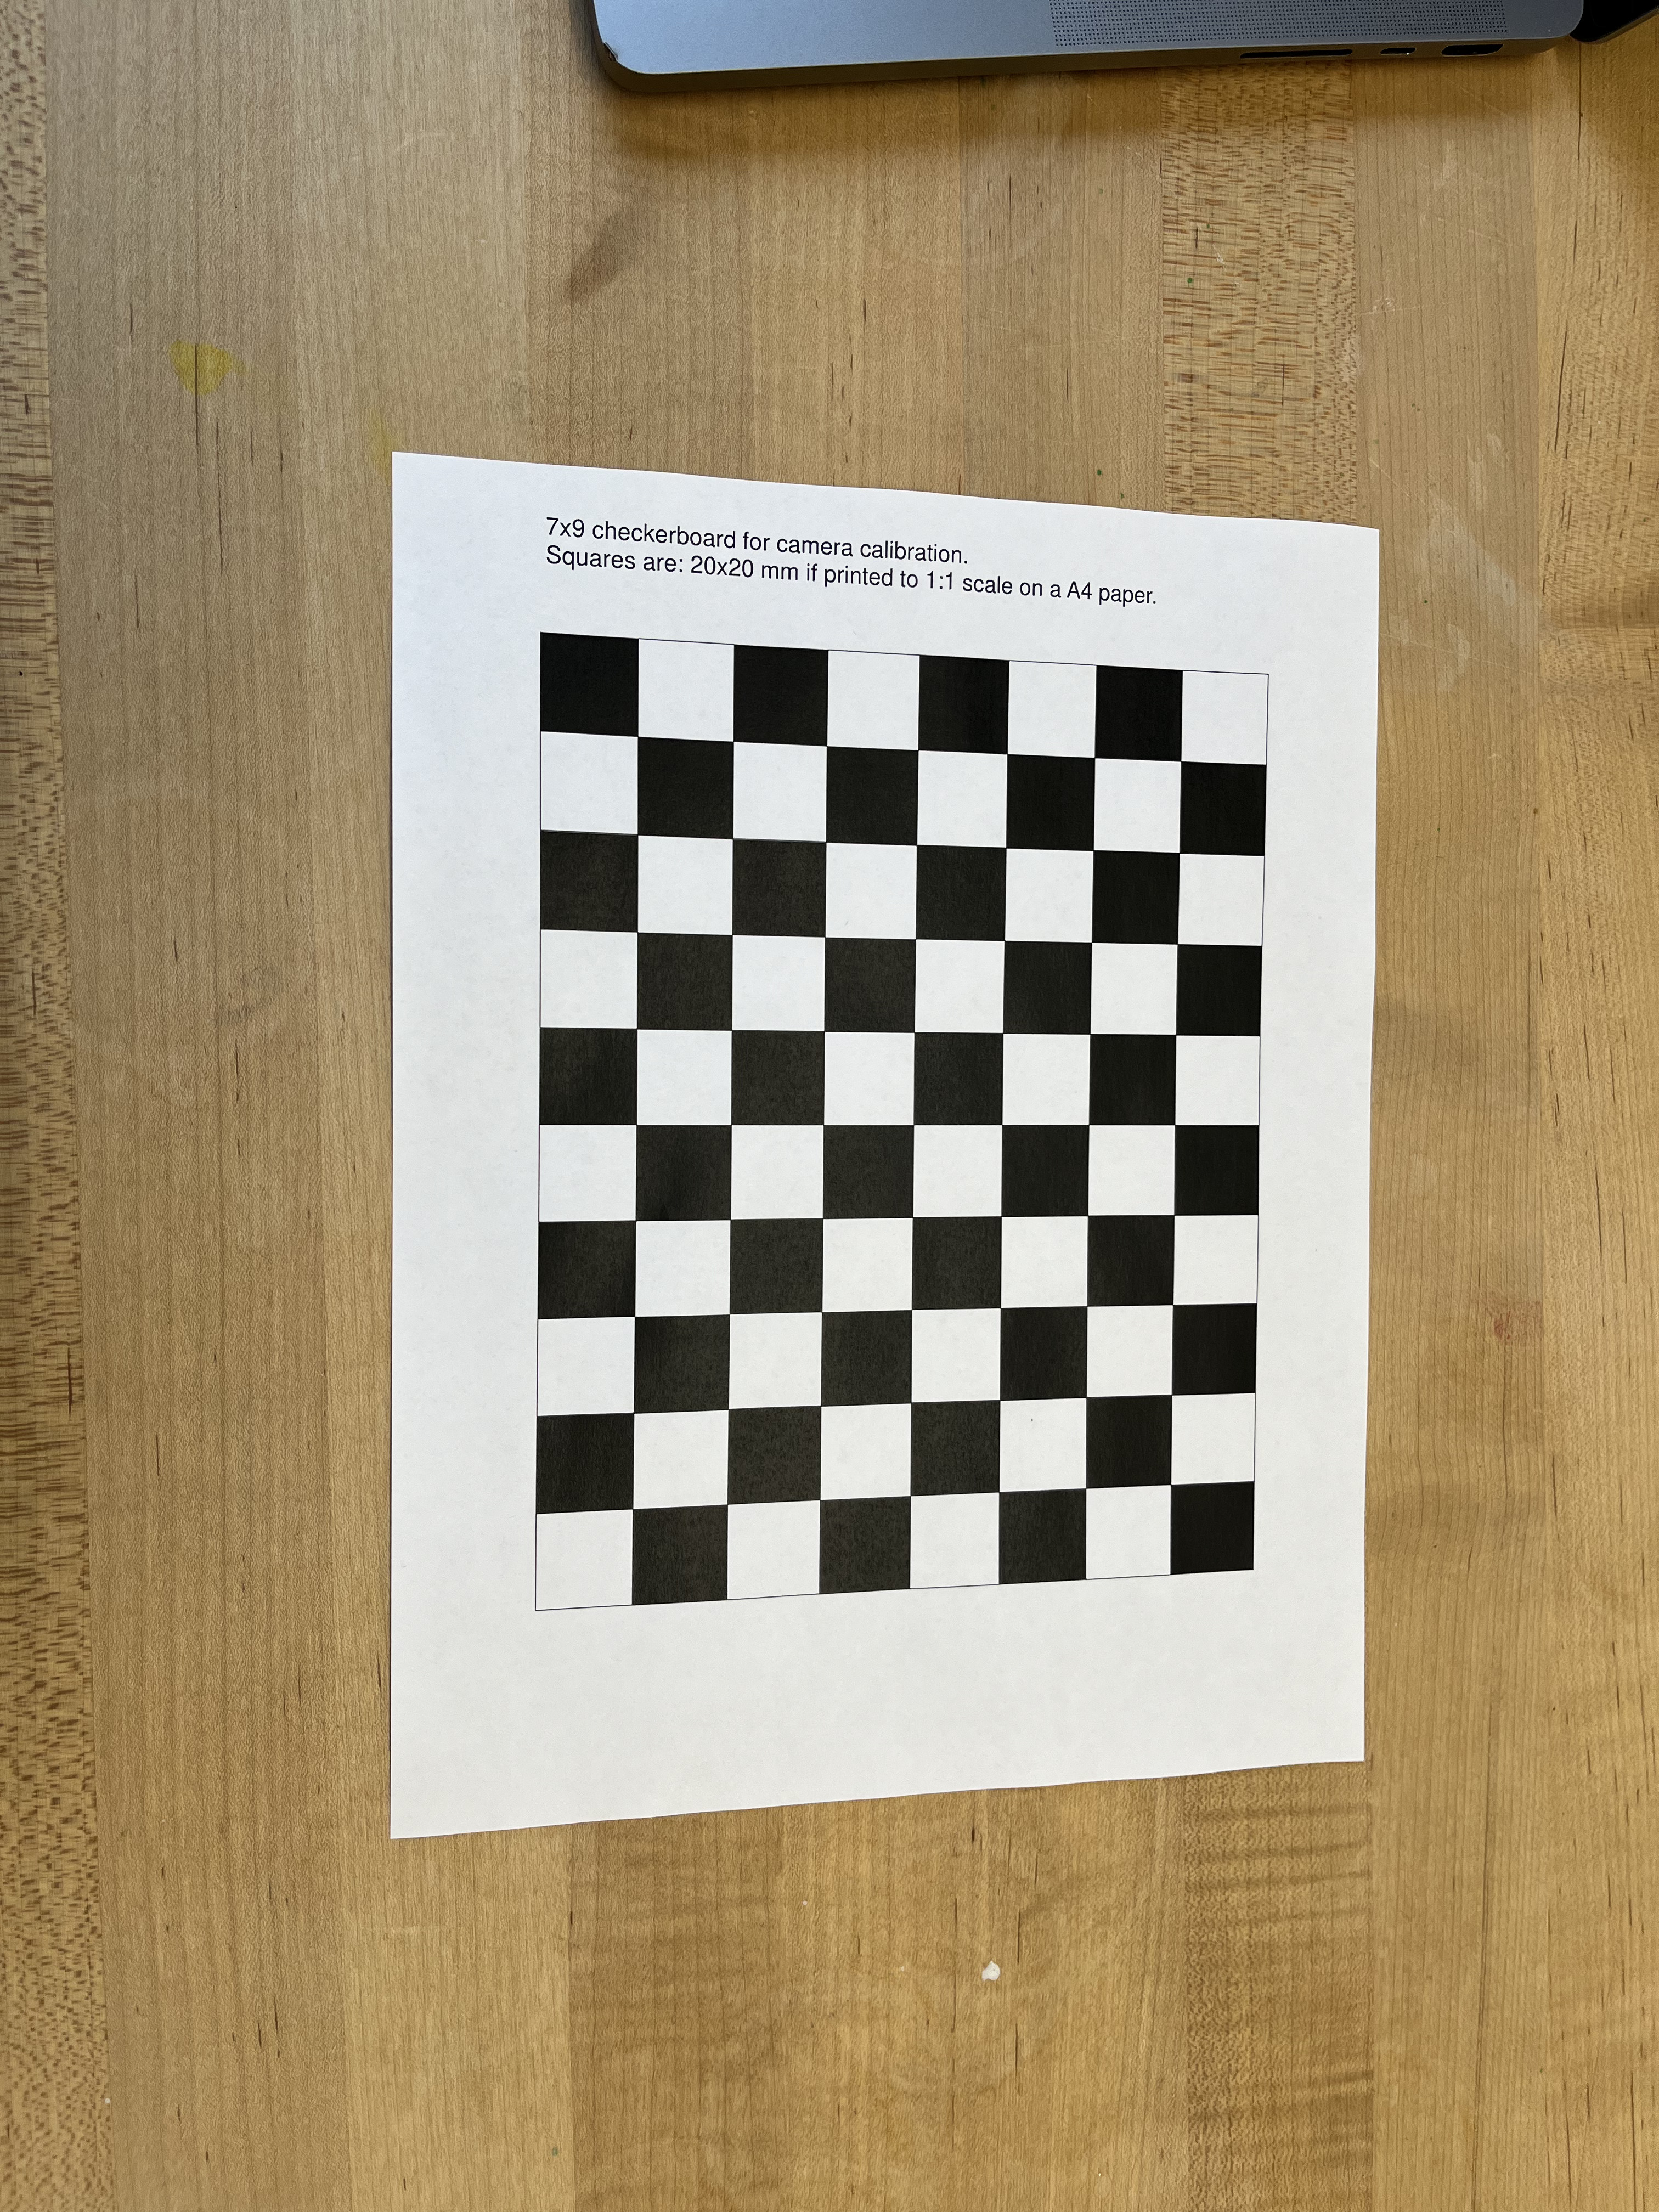 7x9 checkerboard for camera calibration.
Squares are: 20x20 mm if printed to 1:1 scale on a A4 paper.